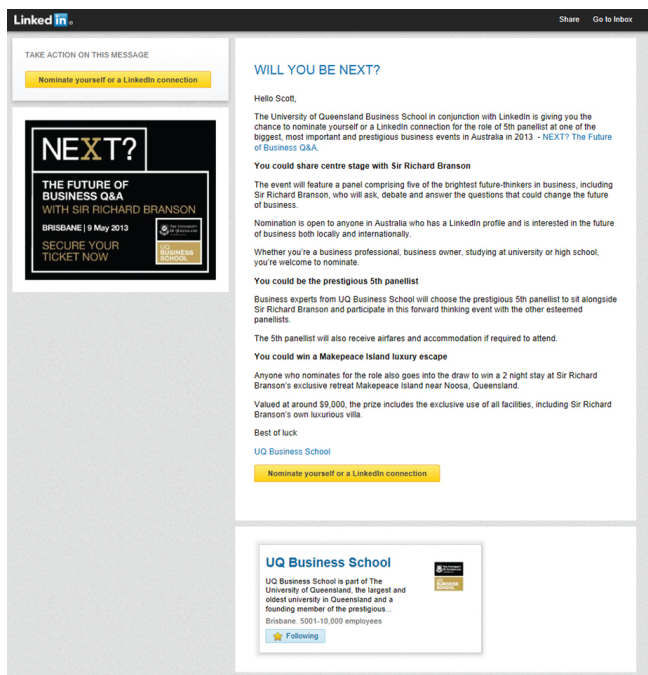 Linked in
Share Go to Inbox
TAKE ACTION ON THIS MESSAGE
Nominate yourself or a LinkedIn connection
NEXT?
THE FUTURE OF
BUSINESS Q&A
WITH SIR RICHARD BRANSON
BRISBANE | 9 May 2013
THE UNIVERSITY
OF QUEENSLAND
SECURE YOUR
TICKET NOW
UQ
BUSINESS
SCHOOL
WILL YOU BE NEXT?
Hello Scott,
The University of Queensland Business School in conjunction with LinkedIn is giving you the
chance to nominate yourself or a LinkedIn connection for the role of 5th panellist at one of the
biggest, most important and prestigious business events in Australia in 2013 - NEXT? The Future
of Business Q&A.
You could share centre stage with Sir Richard Branson
The event will feature a panel comprising five of the brightest future-thinkers in business, including
Sir Richard Branson, who will ask, debate and answer the questions that could change the future
of business.
Nomination is open to anyone in Australia who has a LinkedIn profile and is interested in the future
of business both locally and internationally.
Whether you're a business professional, business owner, studying at university or high school,
you're welcome to nominate.
You could be the prestigious 5th panellist
Business experts from UQ Business School will choose the prestigious 5th panellist to sit alongside
Sir Richard Branson and participate in this forward thinking event with the other esteemed
panellists.
The 5th panellist will also receive airfares and accommodation if required to attend.
You could win a Makepeace Island luxury escape
Anyone who nominates for the role also goes into the draw to win a 2 night stay at Sir Richard
Branson's exclusive retreat Makepeace Island near Noosa, Queensland.
Valued at around $9,000, the prize includes the exclusive use of all facilities, including Sir Richard
Branson's own luxurious villa.
Best of luck
UQ Business School
Nominate yourself or a LinkedIn connection
UQ Business School
UQ Business School is part of The
University of Queensland, the largest and
oldest university in Queensland and a
founding member of the prestigious...
Brisbane. 5001-10,000 employees
Following
UQ
BUSINESS
SCHOOL